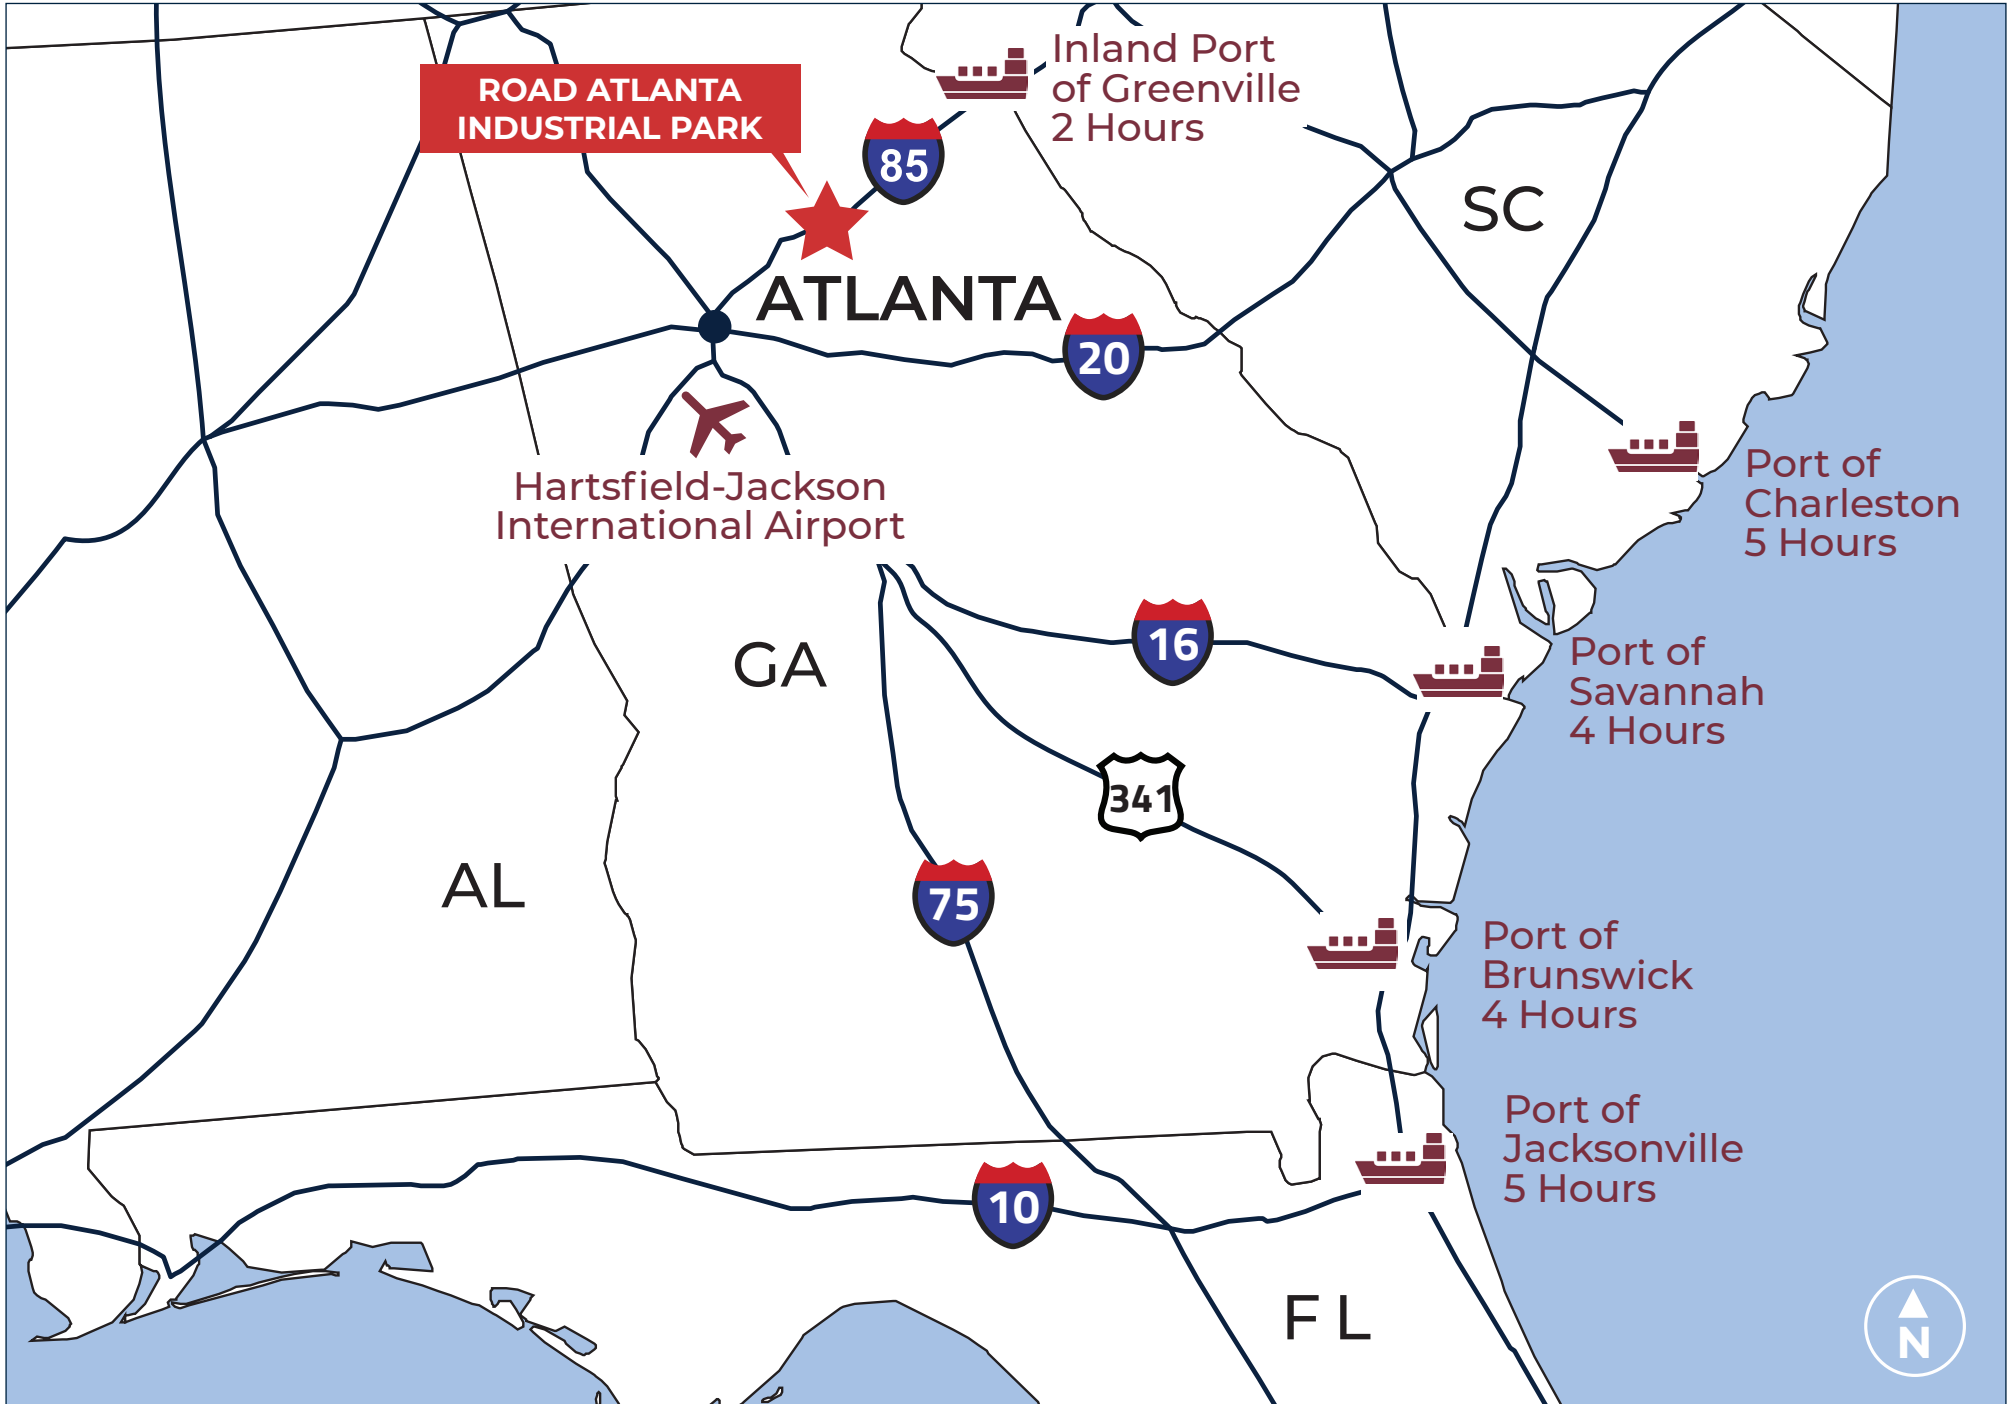 Inland Port
of Greenville
2 Hours
ROAD ATLANTA
INDUSTRIAL PARK
85
SC
ATLANTA
20
Hartsfield-Jackson
International Airport
Port of
Charleston
5 Hours
16
GA
Port of
Savannah
4 Hours
341
75
AL
Port of
Brunswick
4 Hours
Port of
Jacksonville
5 Hours
10
FL
N